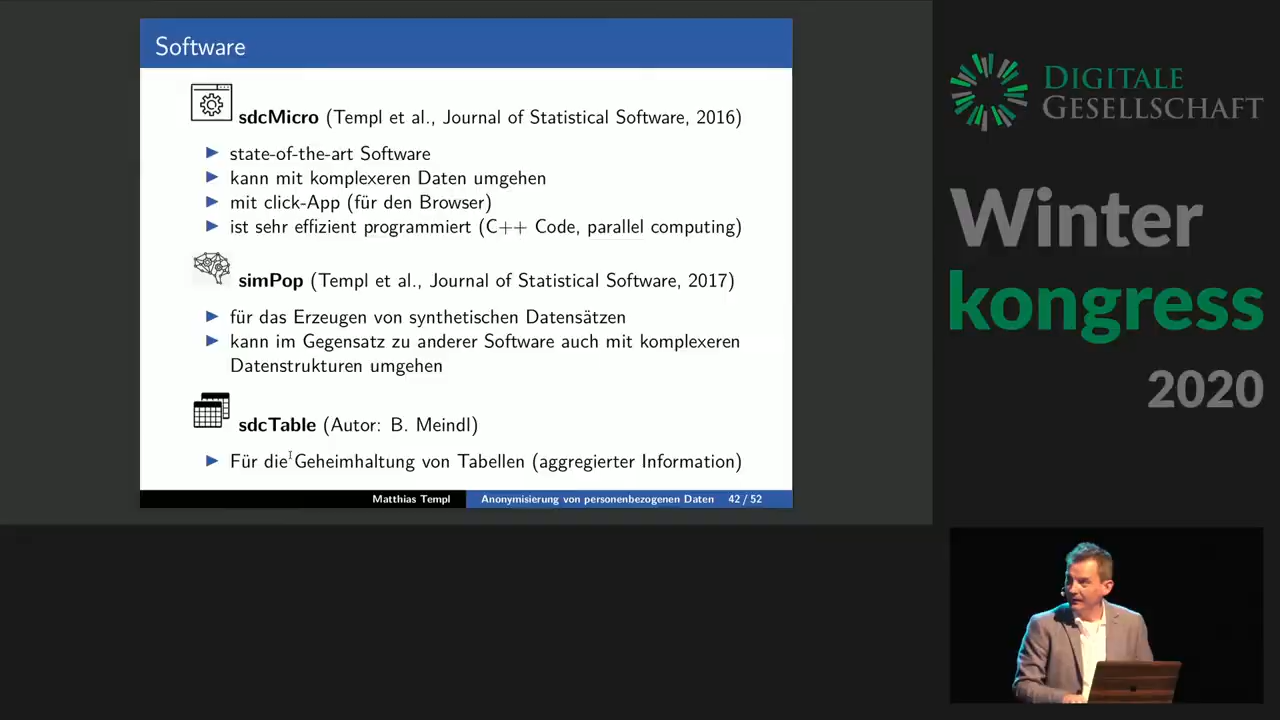 Software
sdcMicro (Templ et al., Journal of Statistical Software, 2016)
state-of-the-art Software
kann mit komplexeren Daten umgehen
mit click-App (für den Browser)
ist sehr effizient programmiert (C++ Code, parallel computing)
simPop (Templ et al., Journal of Statistical Software, 2017)
für das Erzeugen von synthetischen Datensätzen
kann im Gegensatz zu anderer Software auch mit komplexeren
Datenstrukturen umgehen
sdcTable (Autor: B. Meindl)
Für die Geheimhaltung von Tabellen (aggregierter Information)
Matthias Templ
Anonymisierung von personenbezogenen Daten 42 / 52
DIGITALE
GESELLSCHAFT
Winter
kongress
2020